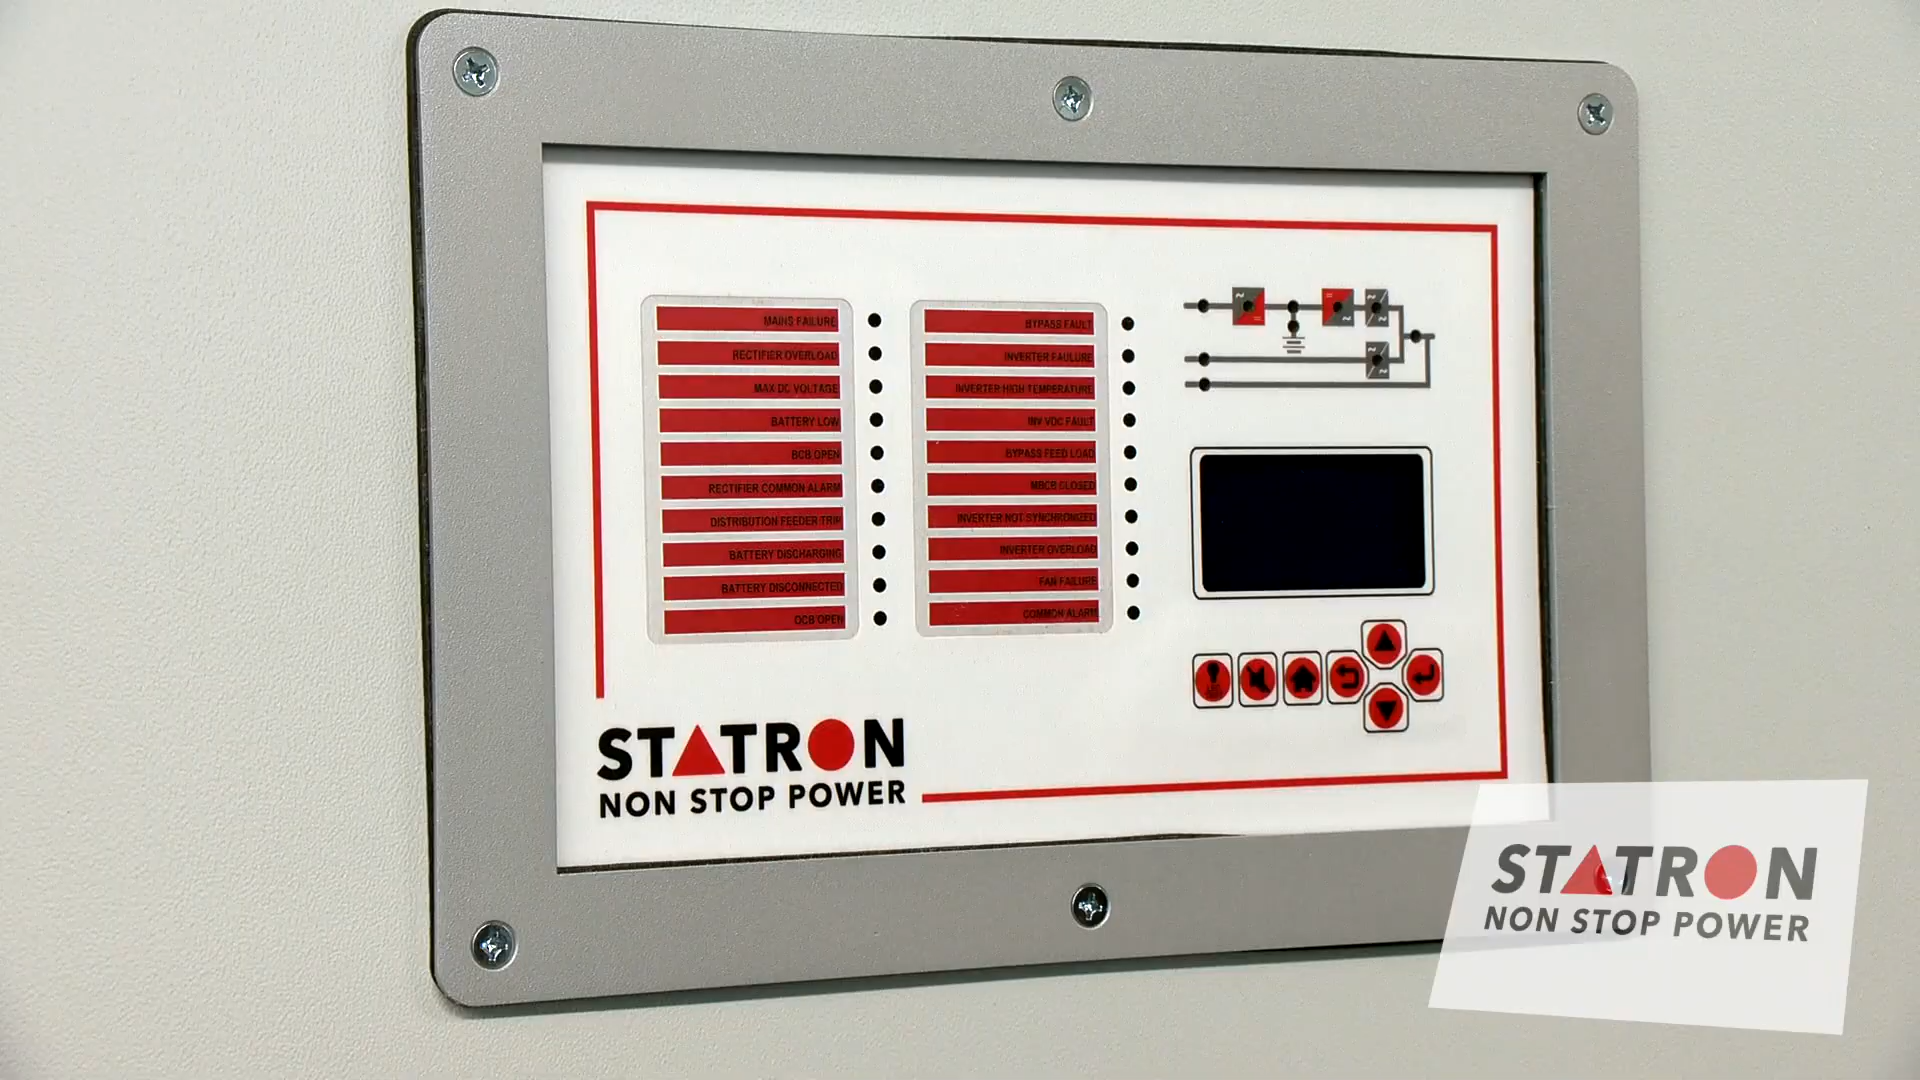 MAINS FAILURE
RECTIFIER OVERLOAD
MAX DC VOLTAGE
BATTERY LOW
BCB OPEN
RECTIFIER COMMON ALARM
DISTRIBUTION FEEDER TRIP
BATTERY DISCHARGING
BATTERY DISCONNECTED
OCB OPEN
BYPASS FAULT
INVERTER FAULURE
INVERTER HIGH TEMPERATURE
INV VDC FAULT
BYPASS FEED LOAD
MBCB CLOSED
INVERTER NOT SYNCHRONIZED
INVERTER OVERLOAD
FAN FAILURE
COMMON ALARM
STATRON
NON STOP POWER
STATRON
NON STOP POWER